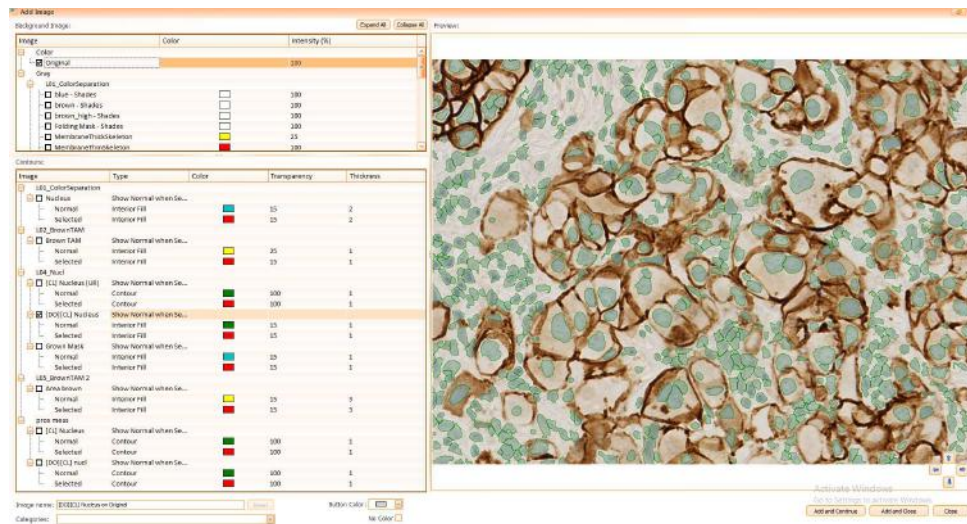 Add Image
Background Image: Expand All Collapse All Preview:
Image Color Intensity (%)
Color
Original 100
Gray
L01_ColorSeparation
blue - Shades 100
brown - Shades 100
brown_high - Shades 100
Folding Mask - Shades 100
MembraneThickSkeleton 25
MembraneThinSkeleton 100
Contours:
Image Type Color Transparency Thickness
L01_ColorSeparation
Nucleus Show Normal when Se...
Normal Interior Fill 15 2
Selected Interior Fill 15 2
L02_BrownTAM
Brown TAM Show Normal when Se...
Normal Interior Fill 25 1
Selected Interior Fill 15 1
L04_Nucl
[CL] Nucleus (UR) Show Normal when Se...
Normal Contour 100 1
Selected Contour 100 1
[DO][CL] Nucleus Show Normal when Se...
Normal Interior Fill 15 1
Selected Interior Fill 15 1
Brown Mask Show Normal when Se...
Normal Interior Fill 15 1
Selected Interior Fill 15 1
L05_BrownTAM 2
Area brown Show Normal when Se...
Normal Interior Fill 15 3
Selected Interior Fill 15 3
prox meas
[CL] Nucleus Show Normal when Se...
Normal Contour 100 1
Selected Contour 100 1
[DO][CL] nucl Show Normal when Se...
Normal Contour 100 1
Selected Contour 100 1
Activate Windows
Go to Settings to activate Windows.
Image name: [DO][CL] Nucleus on Original Button Color:
Add and Continue Add and Close Close
Categories: No Color